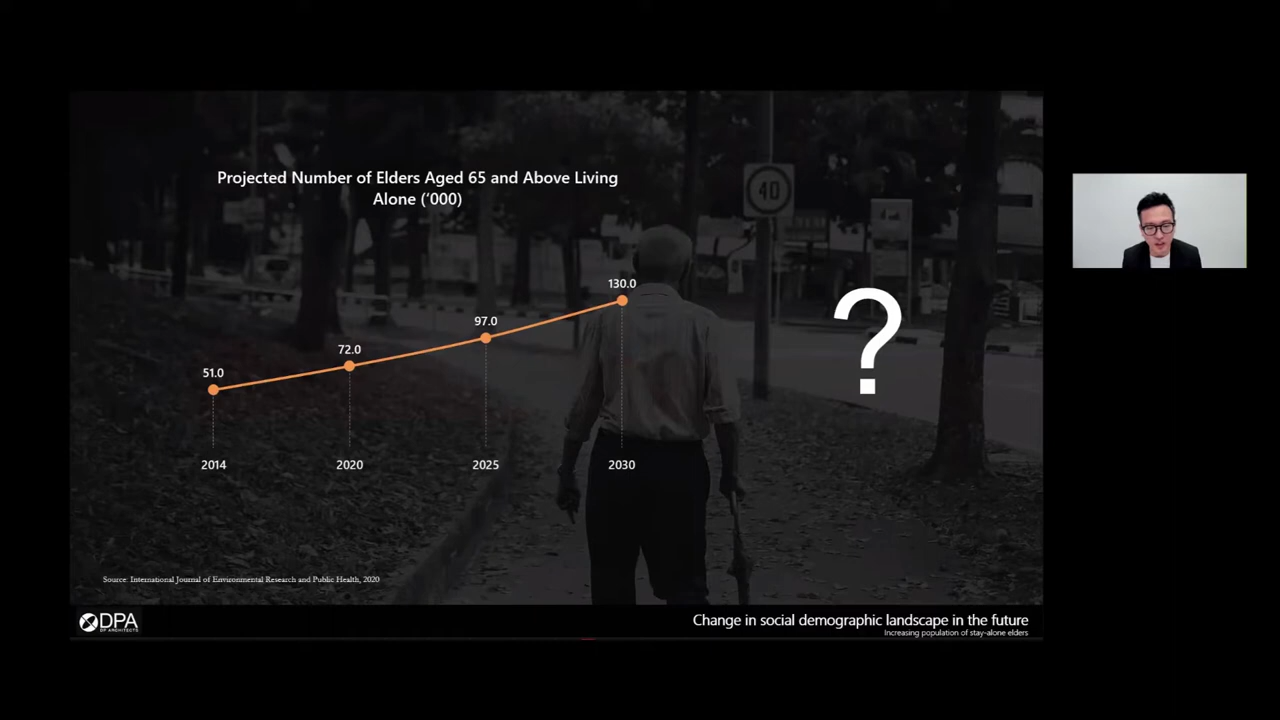 Projected Number of Elders Aged 65 and Above Living
Alone ('000)
40
130.0
97.0
72.0
51.0
?
2014 2020 2025 2030
Source: International Journal of Environmental Research and Public Health, 2020
DPA
DP ARCHITECTS
Change in social demographic landscape in the future
Increasing population of stay-alone elders